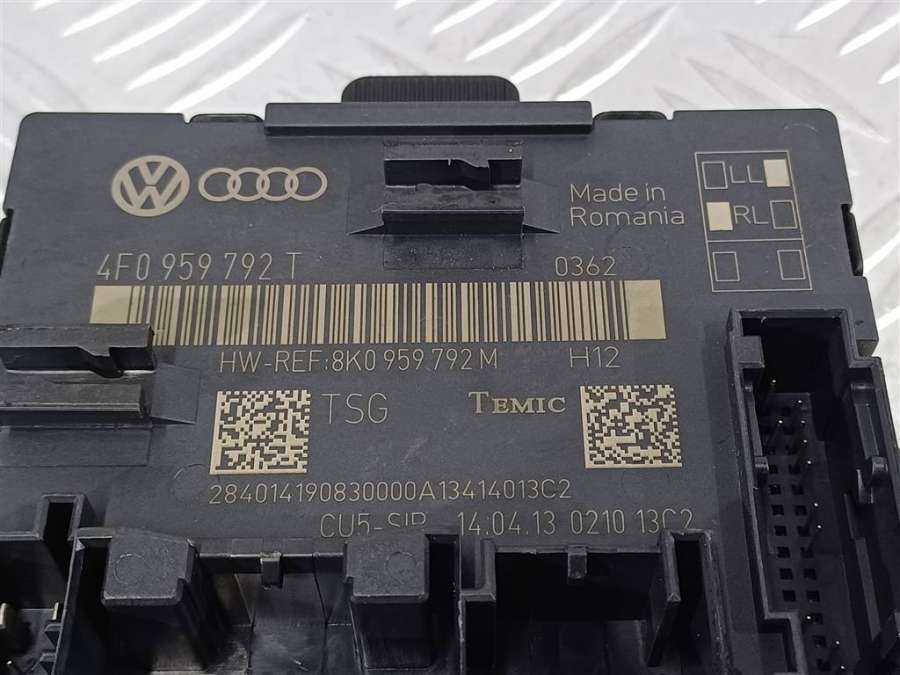 Made in
Romania
LL
RL
4F0 959 792 T
0362
HW-REF:8K0 959 792 M
H12
TSG
TEMIC
284014190830000A13414013C2
CU5-SIP 14.04.13 0210 13C2